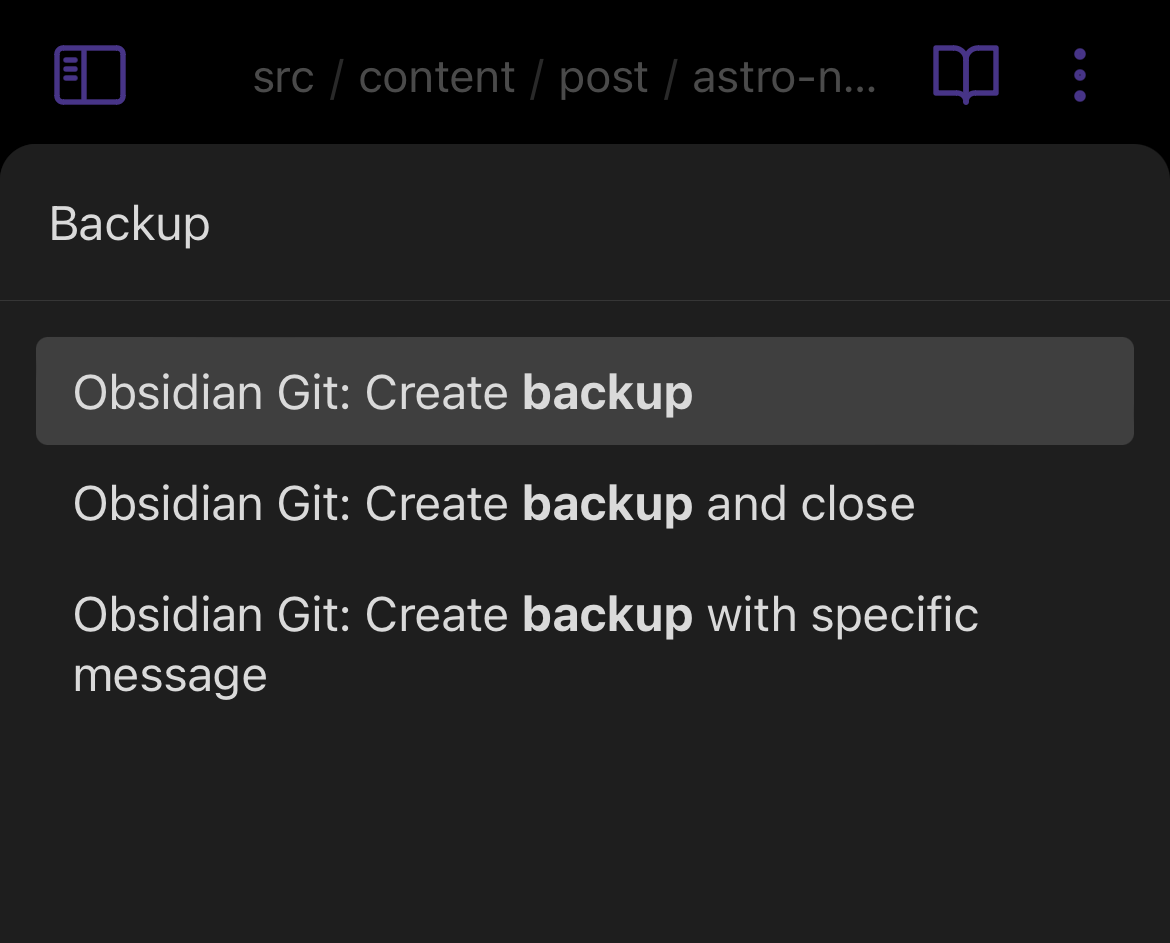 src / content / post / astro-n...
Backup
Obsidian Git: Create backup
Obsidian Git: Create backup and close
Obsidian Git: Create backup with specific
message